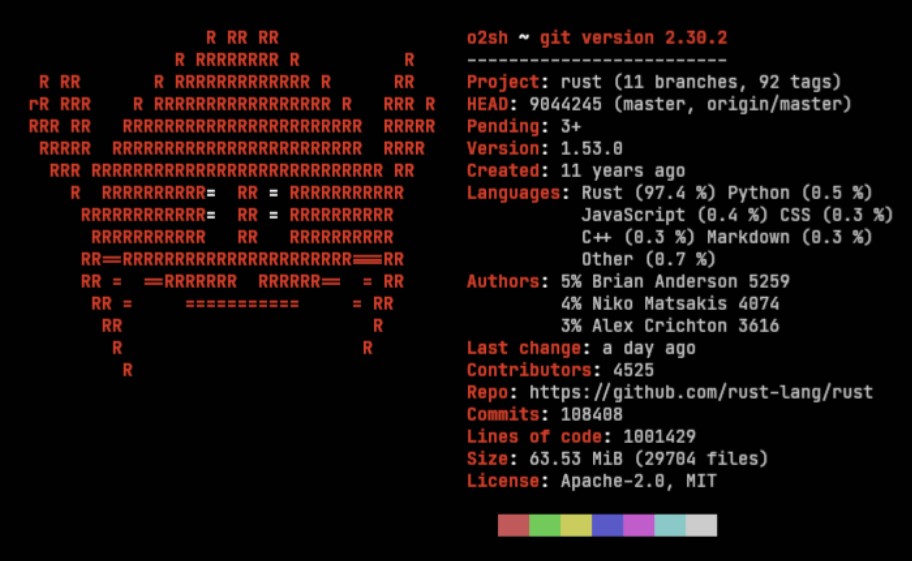 R RR RR
R RRRRRRRR R R
R RR R RRRRRRRRRRRRR R RR
rR RRR R RRRRRRRRRRRRRRRRR R RRR R
RRR RR RRRRRRRRRRRRRRRRRRRRRRR RRRRR
RRRRR RRRRRRRRRRRRRRRRRRRRRRRR RRRR
RRR RRRRRRRRRRRRRRRRRRRRRRRRRRRR RR
R RRRRRRRRRR= RR = RRRRRRRRRRR
RRRRRRRRRRRR= RR = RRRRRRRRRR
RRRRRRRRRRR RR RRRRRRRRRR
RR==RRRRRRRRRRRRRRRRRRRRRR===RR
RR = ==RRRRRRR RRRRRR== = RR
RR = =========== = RR
RR R
R R
R
o2sh ~ git version 2.30.2
-------------------------
Project: rust (11 branches, 92 tags)
HEAD: 9044245 (master, origin/master)
Pending: 3+
Version: 1.53.0
Created: 11 years ago
Languages: Rust (97.4 %) Python (0.5 %)
JavaScript (0.4 %) CSS (0.3 %)
C++ (0.3 %) Markdown (0.3 %)
Other (0.7 %)
Authors: 5% Brian Anderson 5259
4% Niko Matsakis 4074
3% Alex Crichton 3616
Last change: a day ago
Contributors: 4525
Repo: https://github.com/rust-lang/rust
Commits: 108408
Lines of code: 1001429
Size: 63.53 MiB (29704 files)
License: Apache-2.0, MIT